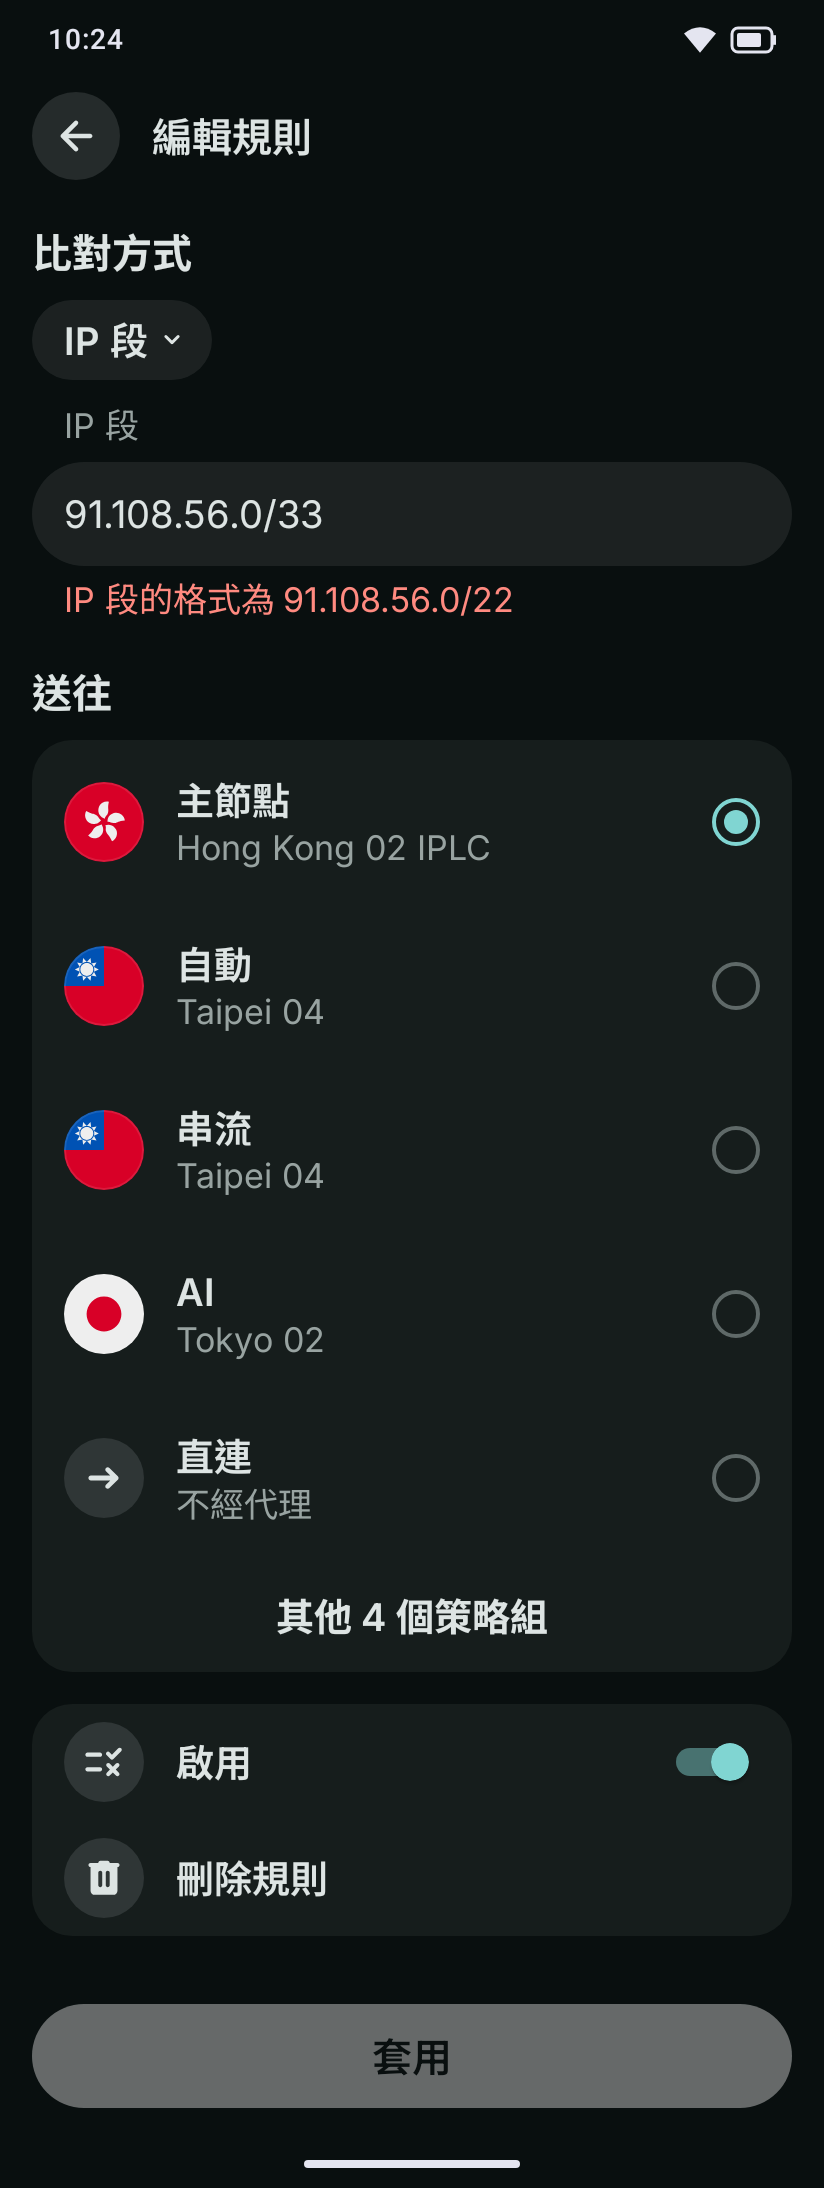 10:24
編輯規則
比對方式
IP 段
IP 段
91.108.56.0/33
IP 段的格式為 91.108.56.0/22
送往
主節點
Hong Kong 02 IPLC
自動
Taipei 04
串流
Taipei 04
AI
Tokyo 02
直連
不經代理
其他 4 個策略組
啟用
刪除規則
套用